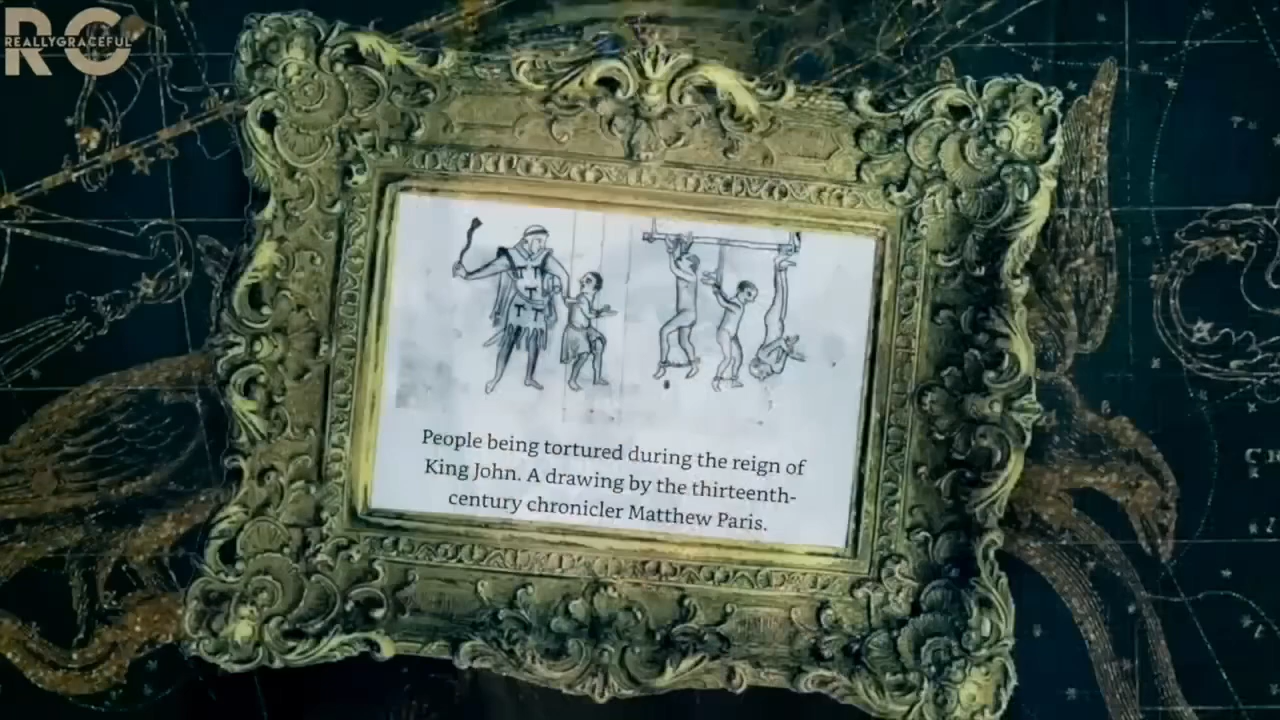 RG
REALLYGRACEFUL
People being tortured during the reign of
King John. A drawing by the thirteenth-
century chronicler Matthew Paris.